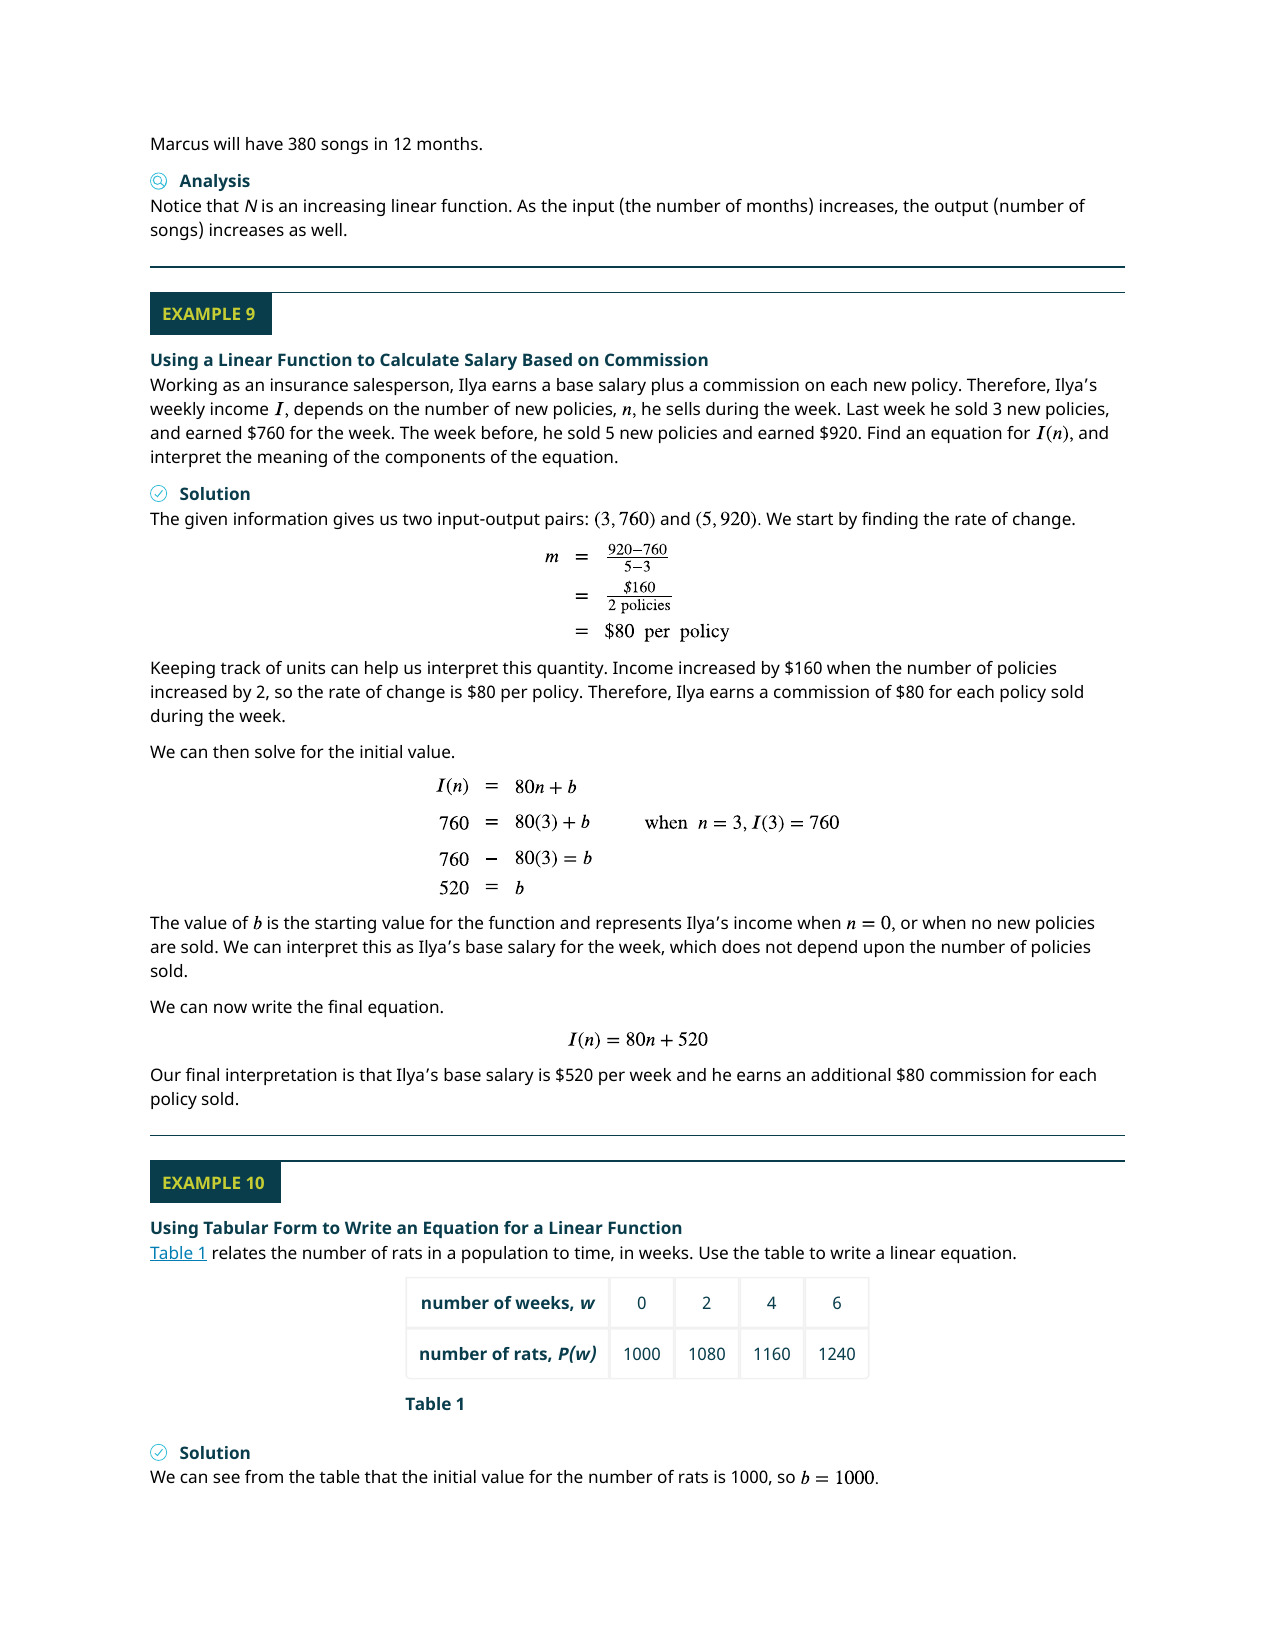 Marcus will have 380 songs in 12 months.
Analysis
Notice that N is an increasing linear function. As the input (the number of months) increases, the output (number of
songs) increases as well.
EXAMPLE 9
Using a Linear Function to Calculate Salary Based on Commission
Working as an insurance salesperson, Ilya earns a base salary plus a commission on each new policy. Therefore, Ilya’s
weekly income I, depends on the number of new policies, n, he sells during the week. Last week he sold 3 new policies,
and earned $760 for the week. The week before, he sold 5 new policies and earned $920. Find an equation for I(n), and
interpret the meaning of the components of the equation.
Solution
The given information gives us two input-output pairs: (3, 760) and (5, 920). We start by finding the rate of change.
m = 920−760
5−3
= $160
2 policies
= $80 per policy
Keeping track of units can help us interpret this quantity. Income increased by $160 when the number of policies
increased by 2, so the rate of change is $80 per policy. Therefore, Ilya earns a commission of $80 for each policy sold
during the week.
We can then solve for the initial value.
I(n) = 80n + b
760 = 80(3) + b when n = 3, I(3) = 760
760 − 80(3) = b
520 = b
The value of b is the starting value for the function and represents Ilya’s income when n = 0, or when no new policies
are sold. We can interpret this as Ilya’s base salary for the week, which does not depend upon the number of policies
sold.
We can now write the final equation.
I(n) = 80n + 520
Our final interpretation is that Ilya’s base salary is $520 per week and he earns an additional $80 commission for each
policy sold.
EXAMPLE 10
Using Tabular Form to Write an Equation for a Linear Function
Table 1 relates the number of rats in a population to time, in weeks. Use the table to write a linear equation.
number of weeks, w 0 2 4 6
number of rats, P(w) 1000 1080 1160 1240
Table 1
Solution
We can see from the table that the initial value for the number of rats is 1000, so b = 1000.